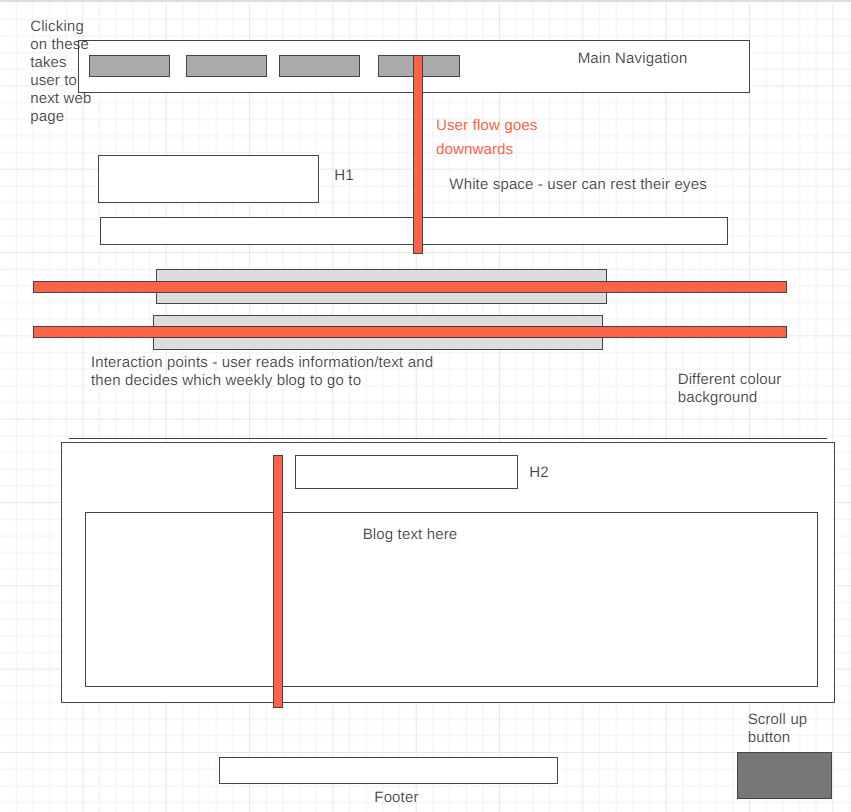 Clicking
on these
takes
user to
next web
page
Main Navigation
User flow goes
downwards
H1
White space - user can rest their eyes
Interaction points - user reads information/text and
then decides which weekly blog to go to
Different colour
background
H2
Blog text here
Scroll up
button
Footer